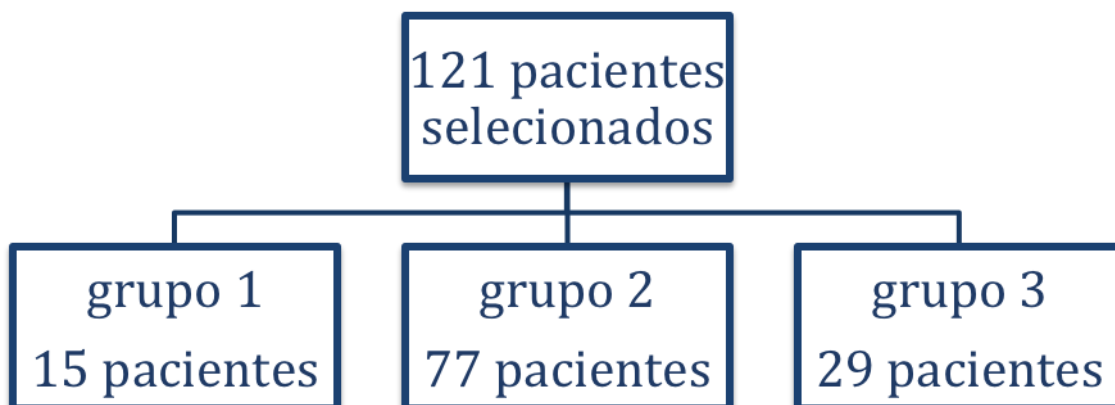 121 pacientes
selecionados
grupo 1
15 pacientes
grupo 2
77 pacientes
grupo 3
29 pacientes